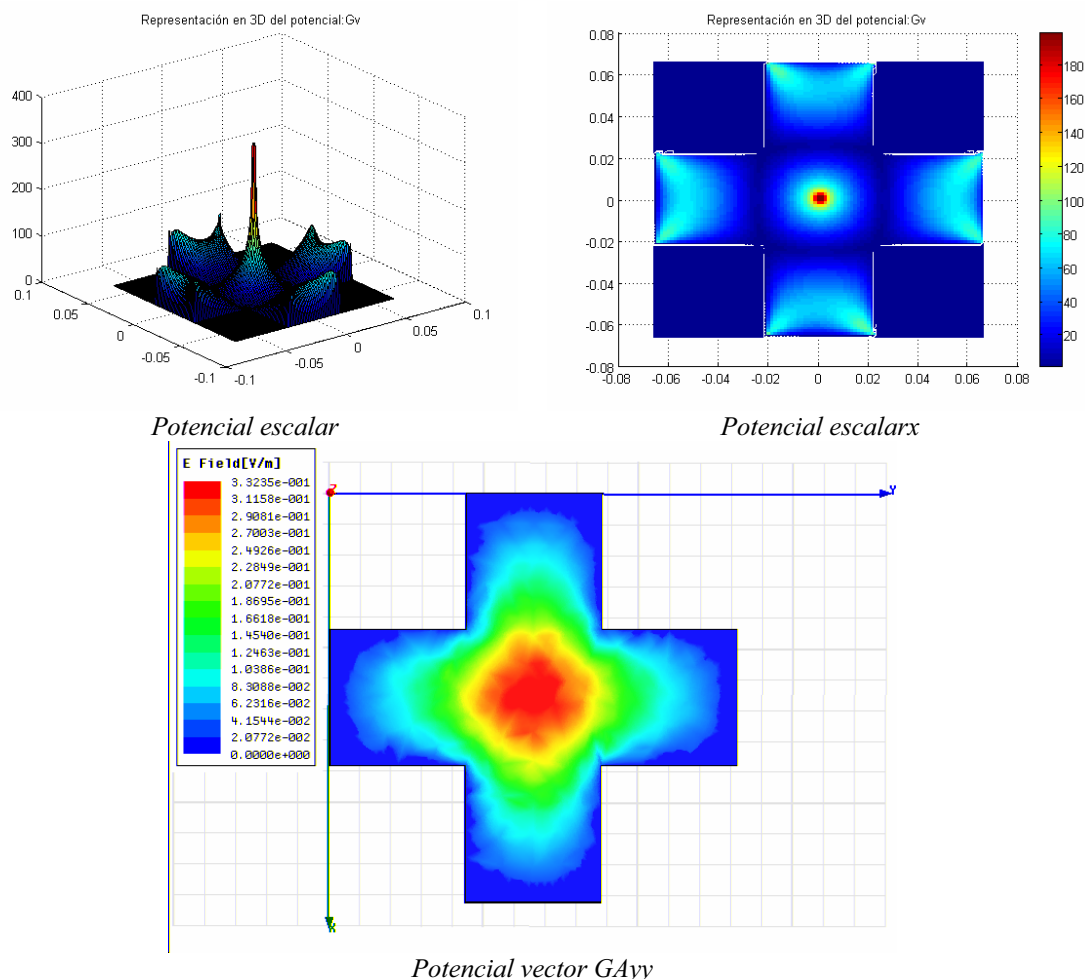 Representación en 3D del potencial:Gv
400
300
200
100
0
0.1
0.05
0
-0.05
-0.1
-0.1
-0.05
0
0.05
0.1
Representación en 3D del potencial:Gv
0.08
0.06
0.04
0.02
0
-0.02
-0.04
-0.06
-0.08
-0.08
-0.06
-0.04
-0.02
0
0.02
0.04
0.06
0.08
180
160
140
120
100
80
60
40
20
Potencial escalar
Potencial escalarx
E Field[V/m]
3.3235e-001
3.1158e-001
2.9081e-001
2.7003e-001
2.4926e-001
2.2849e-001
2.0772e-001
1.8695e-001
1.6618e-001
1.4540e-001
1.2463e-001
1.0386e-001
8.3088e-002
6.2316e-002
4.1544e-002
2.0772e-002
0.0000e+000
Z
Y
X
Potencial vector GAyy